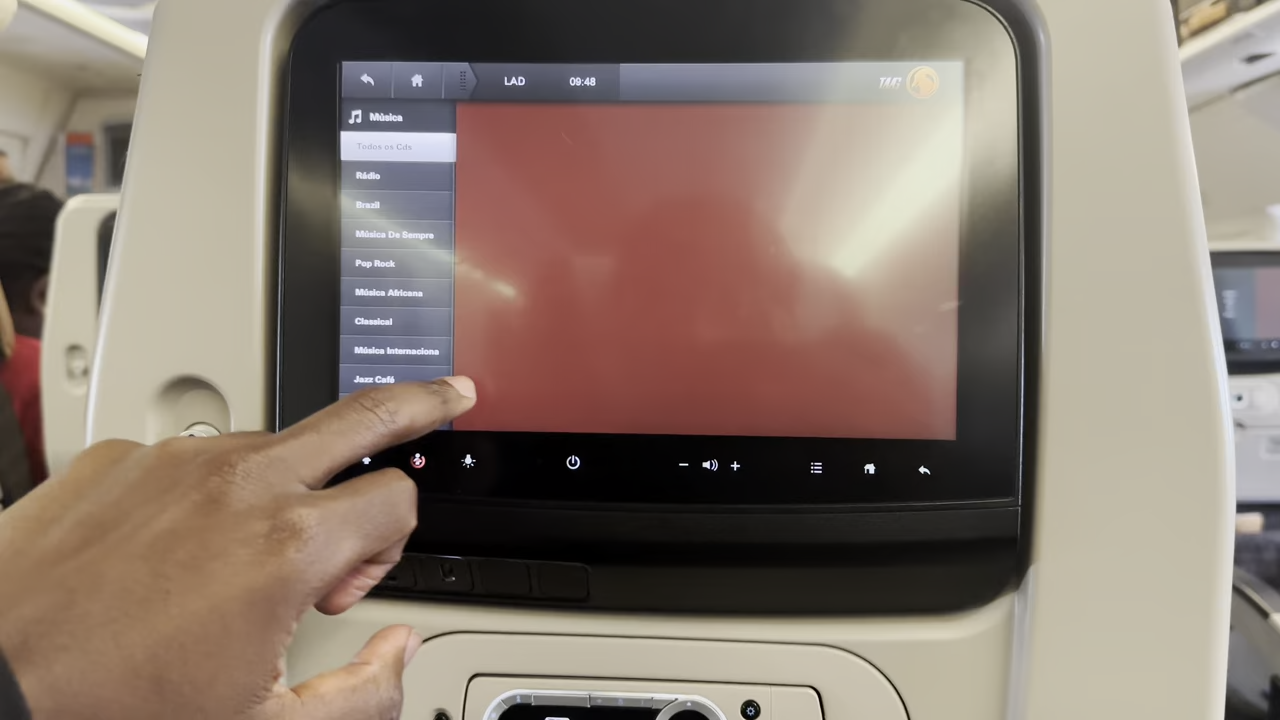 LAD
09:48
TAAG
Música
Todos os Cds
Rádio
Brazil
Música De Sempre
Pop Rock
Música Africana
Classical
Música Internaciona
Jazz Café